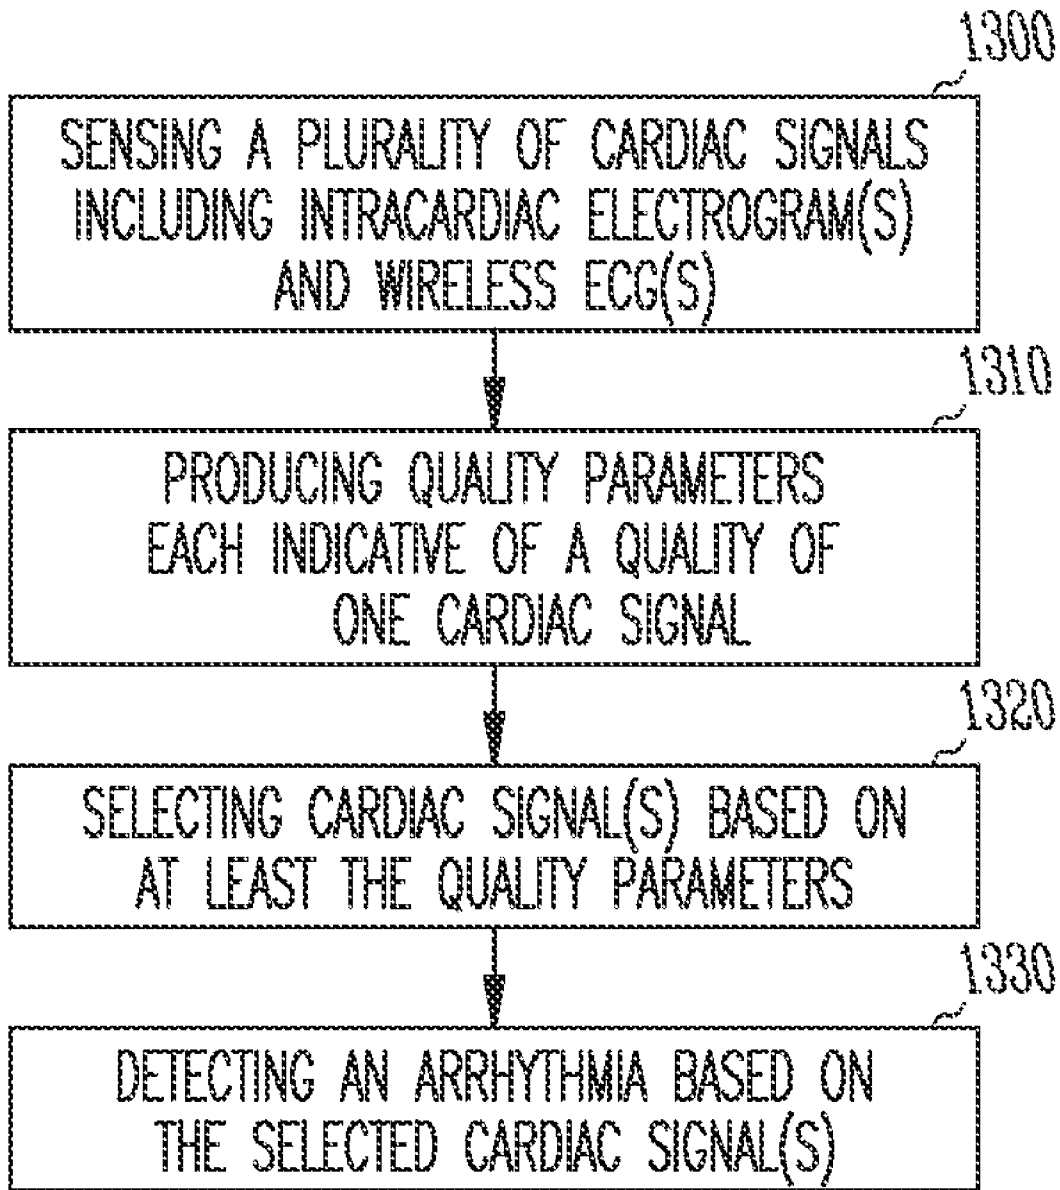 1300
SENSING A PLURALITY OF CARDIAC SIGNALS
INCLUDING INTRACARDIAC ELECTROGRAM(S)
AND WIRELESS ECG(S)
1310
PRODUCING QUALITY PARAMETERS
EACH INDICATIVE OF A QUALITY OF
ONE CARDIAC SIGNAL
1320
SELECTING CARDIAC SIGNAL(S) BASED ON
AT LEAST THE QUALITY PARAMETERS
1330
DETECTING AN ARRHYTHMIA BASED ON
THE SELECTED CARDIAC SIGNAL(S)